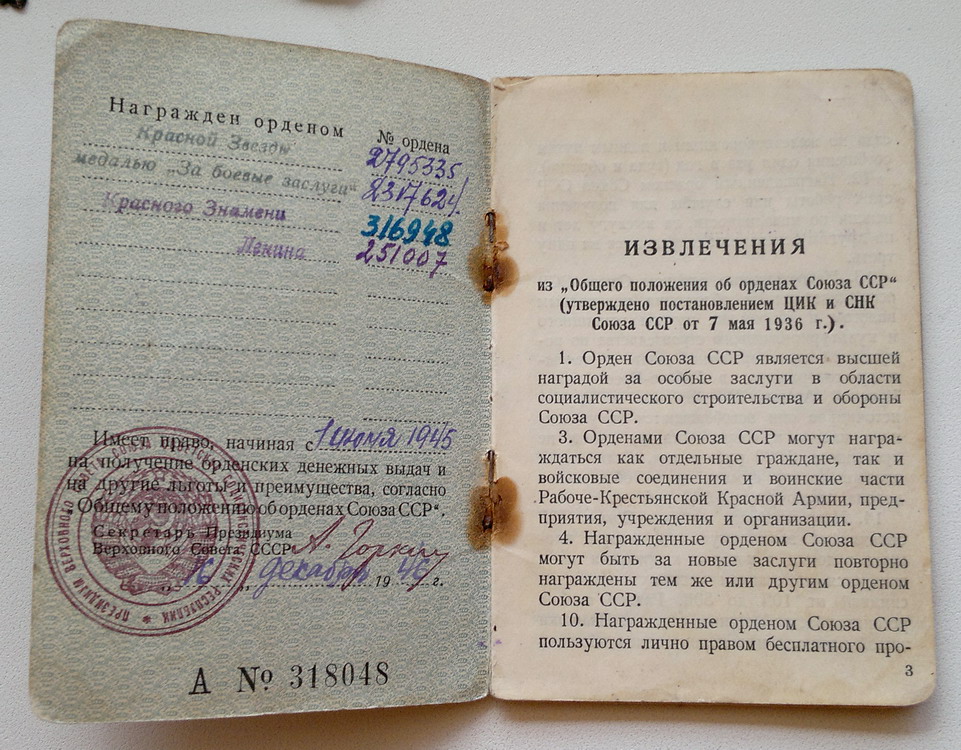 Награжден орденом
№ ордена
Красной Звезды
2795335
медалью „За боевые заслуги“
2317624
Красного Знамени
316948
Ленина
251007
Имеет право, начиная с 1 июня 1945
на получение орденских денежных выдач и
на другие льготы и преимущества, согласно
„Общему положению об орденах Союза ССР“.
Секретарь Президиума
Верховного Совета СССР А. Горкин
„16“ декабря 1946 г.
А № 318048
ИЗВЛЕЧЕНИЯ
из „Общего положения об орденах Союза ССР“
(утверждено постановлением ЦИК и СНК
Союза ССР от 7 мая 1936 г.).
1. Орден Союза ССР является высшей
наградой за особые заслуги в области
социалистического строительства и обороны
Союза ССР.
3. Орденами Союза ССР могут награ-
ждаться как отдельные граждане, так и
войсковые соединения и воинские части
Рабоче-Крестьянской Красной Армии, пред-
приятия, учреждения и организации.
4. Награжденные орденом Союза ССР
могут быть за новые заслуги повторно
награждены тем же или другим орденом
Союза ССР.
10. Награжденные орденом Союза ССР
пользуются лично правом бесплатного про-
3